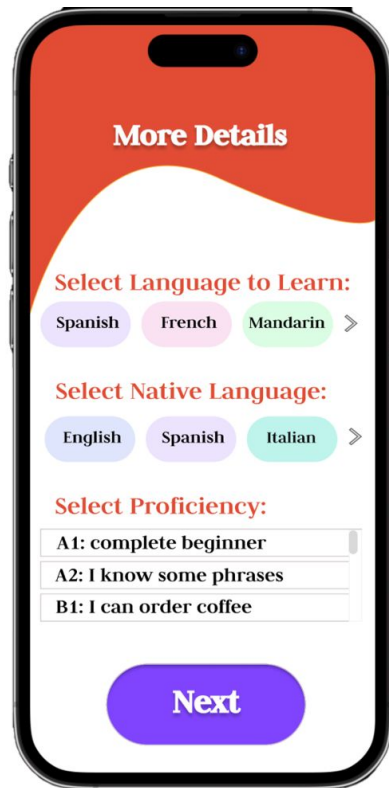 More Details
Select Language to Learn:
Spanish French Mandarin
Select Native Language:
English Spanish Italian
Select Proficiency:
A1: complete beginner
A2: I know some phrases
B1: I can order coffee
Next